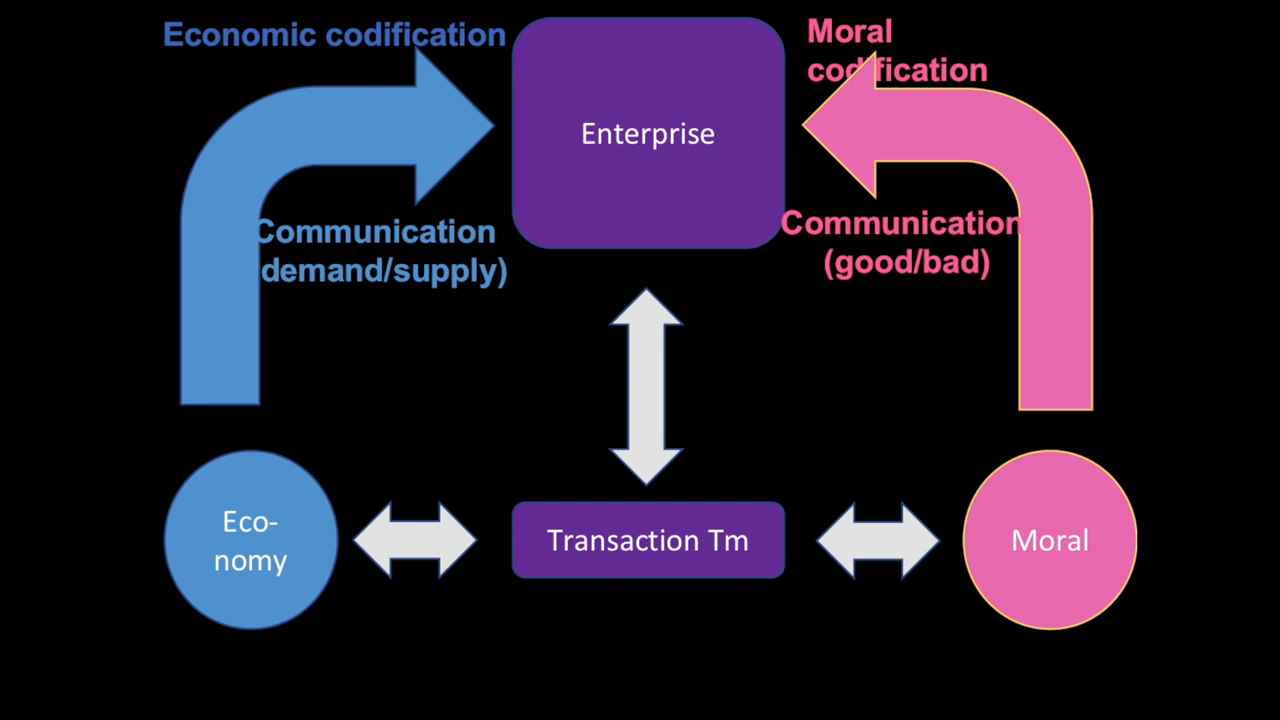 Economic codification
Moral
codification
Enterprise
Communication
demand/supply)
Communication
(good/bad)
Eco-
nomy
Transaction Tm
Moral